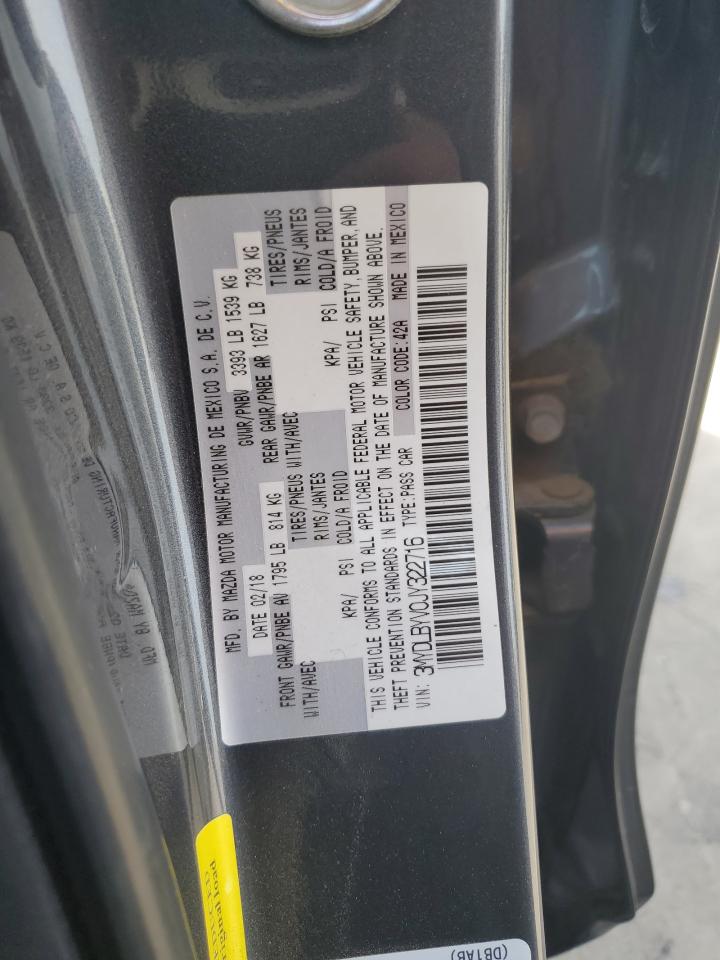 MFD. BY MAZDA MOTOR MANUFACTURING DE MEXICO S.A. DE C.V.
DATE 02/18 GVWR/PNBV 3393 LB 1539 KG
FRONT GAWR/PNBE AV 1795 LB 814 KG REAR GAWR/PNBE AR 1627 LB 738 KG
WITH/AVEC TIRES/PNEUS WITH/AVEC TIRES/PNEUS
RIMS/JANTES RIMS/JANTES
KPA/ PSI COLD/A FROID KPA/ PSI COLD/A FROID
THIS VEHICLE CONFORMS TO ALL APPLICABLE FEDERAL MOTOR VEHICLE SAFETY, BUMPER, AND
THEFT PREVENTION STANDARDS IN EFFECT ON THE DATE OF MANUFACTURE SHOWN ABOVE.
VIN: 3MYDLBYV0JY322716 TYPE:PASS CAR COLOR CODE:42A MADE IN MEXICO
(DB1AB)